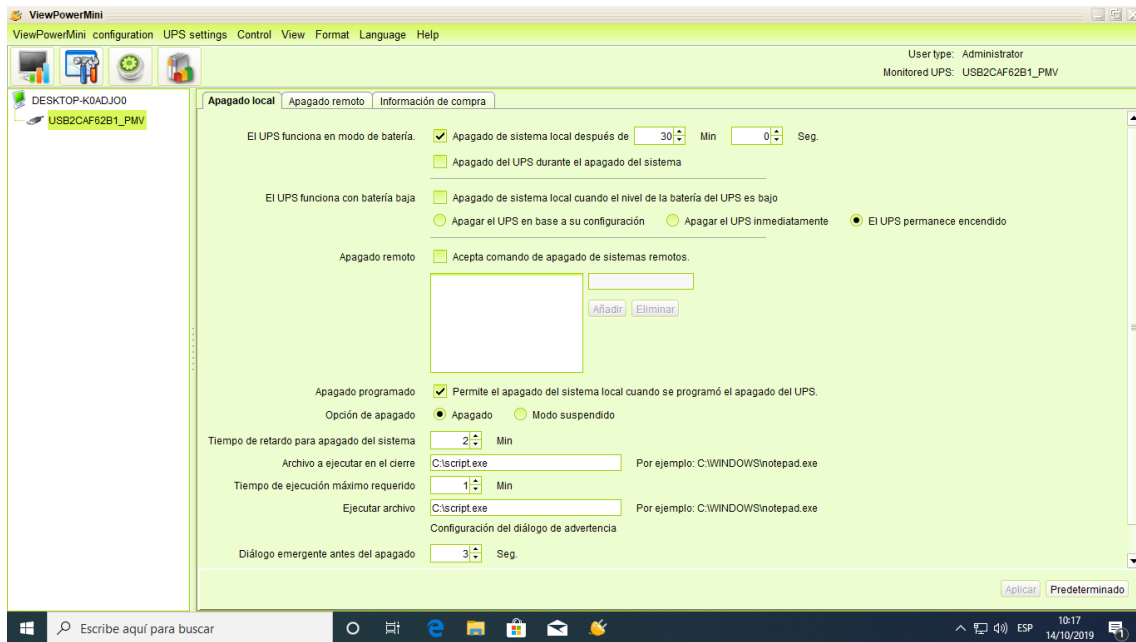 ViewPowerMini
ViewPowerMini configuration UPS settings Control View Format Language Help
User type: Administrator
Monitored UPS: USB2CAF62B1_PMV
DESKTOP-K0ADJO0
USB2CAF62B1_PMV
Apagado local Apagado remoto Información de compra
El UPS funciona en modo de batería. Apagado de sistema local después de 30 Min 0 Seg.
Apagado del UPS durante el apagado del sistema
El UPS funciona con batería baja Apagado de sistema local cuando el nivel de la batería del UPS es bajo
Apagar el UPS en base a su configuración Apagar el UPS inmediatamente El UPS permanece encendido
Apagado remoto Acepta comando de apagado de sistemas remotos.
Añadir Eliminar
Apagado programado Permite el apagado del sistema local cuando se programó el apagado del UPS.
Opción de apagado Apagado Modo suspendido
Tiempo de retardo para apagado del sistema 2 Min
Archivo a ejecutar en el cierre C:\script.exe Por ejemplo: C:\WINDOWS\notepad.exe
Tiempo de ejecución máximo requerido 1 Min
Ejecutar archivo C:\script.exe Por ejemplo: C:\WINDOWS\notepad.exe
Configuración del diálogo de advertencia
Diálogo emergente antes del apagado 3 Seg.
Aplicar Predeterminado
Escribe aquí para buscar
ESP
10:17
14/10/2019